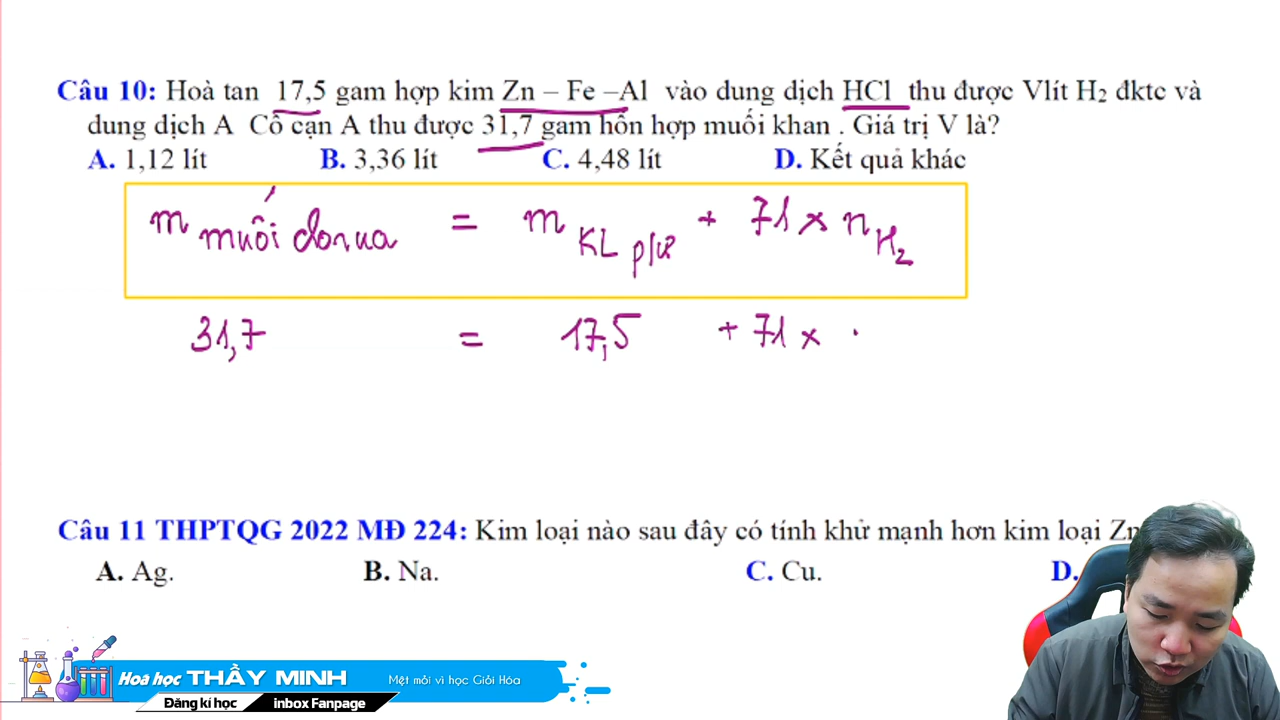 Câu 10: Hoà tan 17,5 gam hợp kim Zn – Fe –Al vào dung dịch HCl thu được Vlít H₂ đktc và
dung dịch A Cô cạn A thu được 31,7 gam hỗn hợp muối khan . Giá trị V là?
A. 1,12 lít B. 3,36 lít C. 4,48 lít D. Kết quả khác
m muối clorua = m KL p/ư + 71 x n H₂
31,7 = 17,5 + 71 x
Câu 11 THPTQG 2022 MĐ 224: Kim loại nào sau đây có tính khử mạnh hơn kim loại Zn
A. Ag. B. Na. C. Cu. D.
Hoá học THẦY MINH Mệt mỏi vì học Giỏi Hóa
Đăng kí học inbox Fanpage